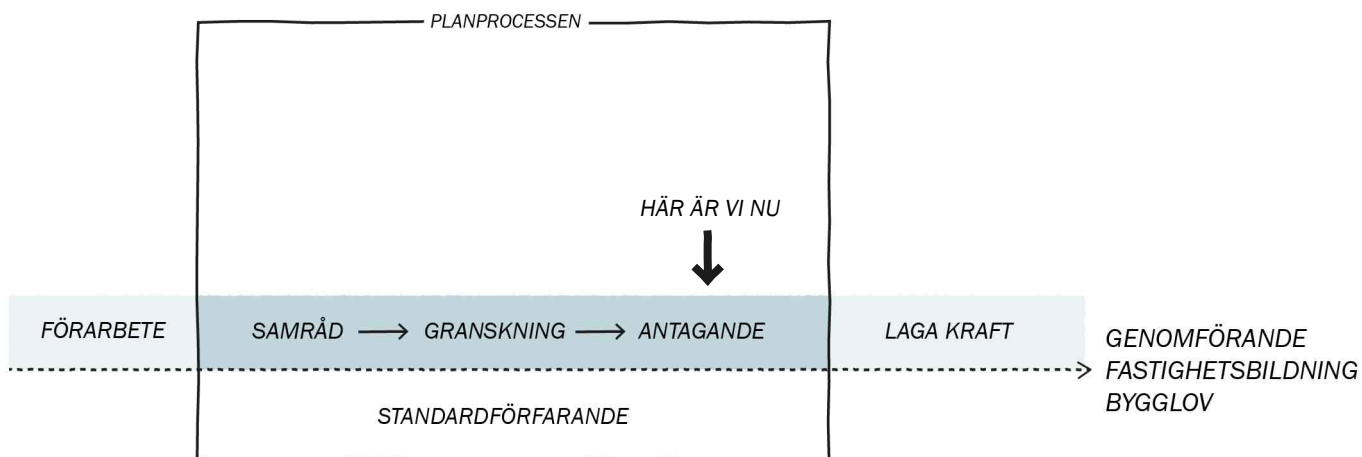 PLANPROCESSEN
HÄR ÄR VI NU
FÖRARBETE
SAMRÅD
GRANSKNING
ANTAGANDE
LAGA KRAFT
GENOMFÖRANDE
FASTIGHETSBILDNING
BYGGLOV
STANDARDFÖRFARANDE